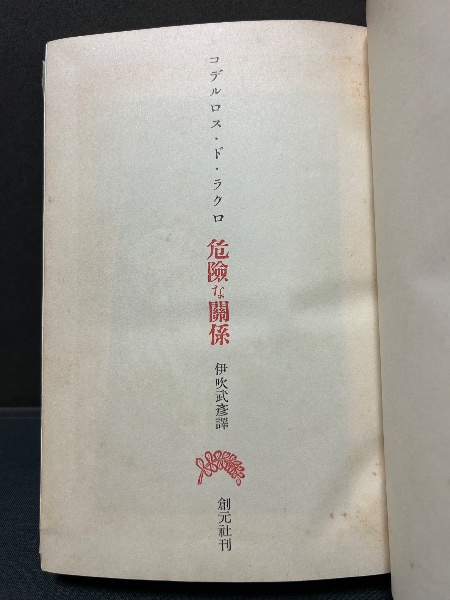 コデルロス・ド・ラクロ
危險な關係
伊吹武彥譯
創元社刊